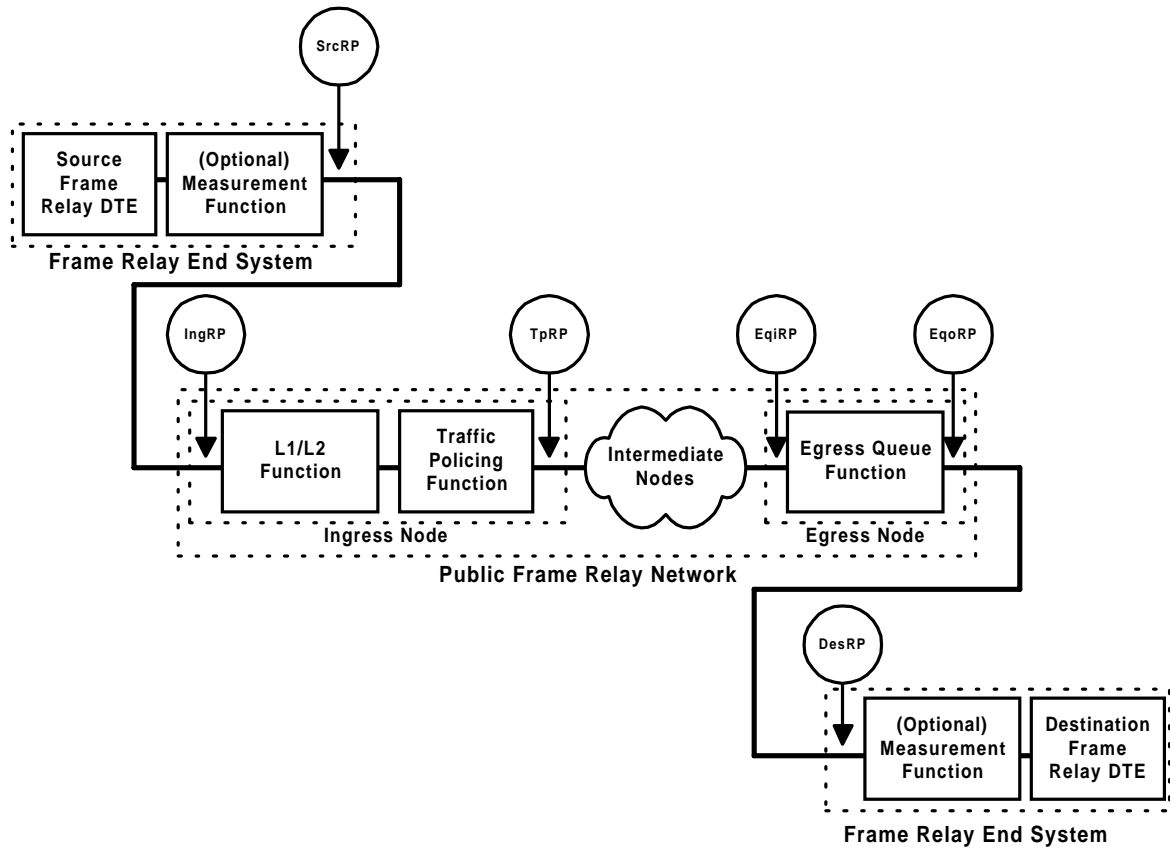 SrcRP
Source
Frame
Relay DTE
(Optional)
Measurement
Function
Frame Relay End System
IngRP
TpRP
EqiRP
EqoRP
L1/L2
Function
Traffic
Policing
Function
Intermediate
Nodes
Egress Queue
Function
Ingress Node
Egress Node
Public Frame Relay Network
DesRP
(Optional)
Measurement
Function
Destination
Frame
Relay DTE
Frame Relay End System